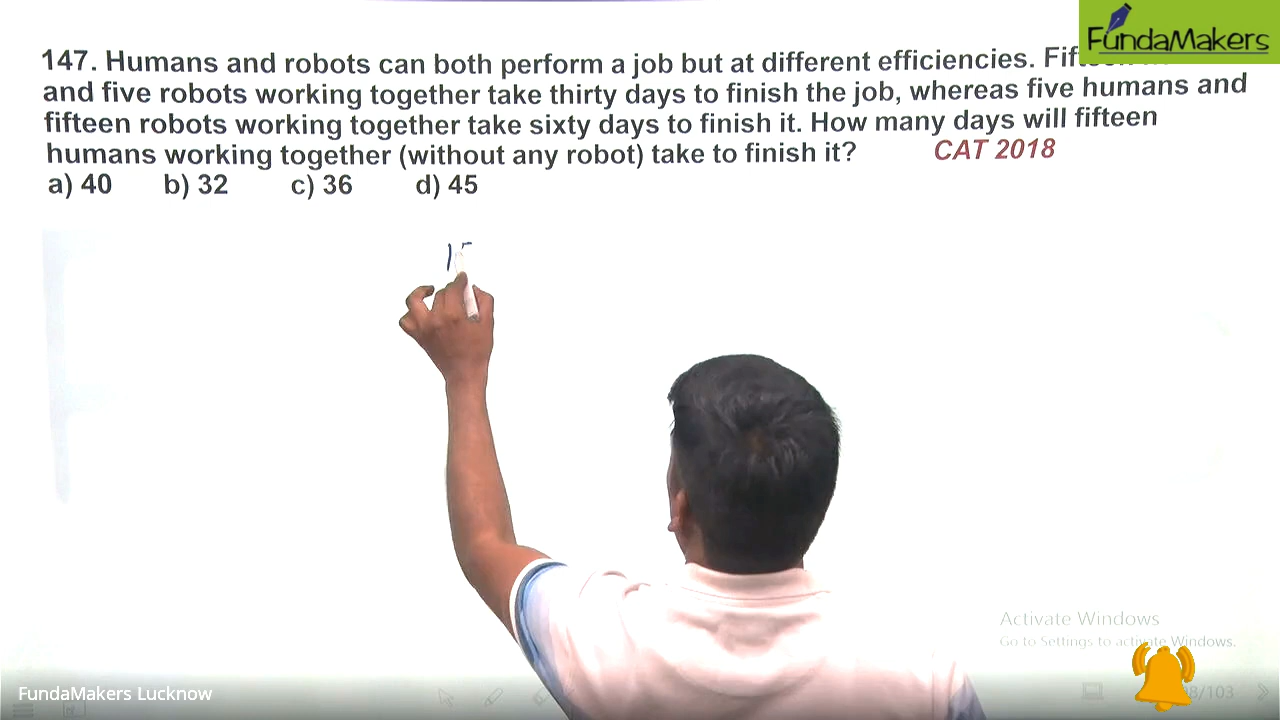 FundaMakers
147. Humans and robots can both perform a job but at different efficiencies.
and five robots working together take thirty days to finish the job, whereas five humans and
fifteen robots working together take sixty days to finish it. How many days will fifteen
humans working together (without any robot) take to finish it? CAT 2018
a) 40 b) 32 c) 36 d) 45
Activate Windows
Go to Settings to activate Windows.
FundaMakers Lucknow